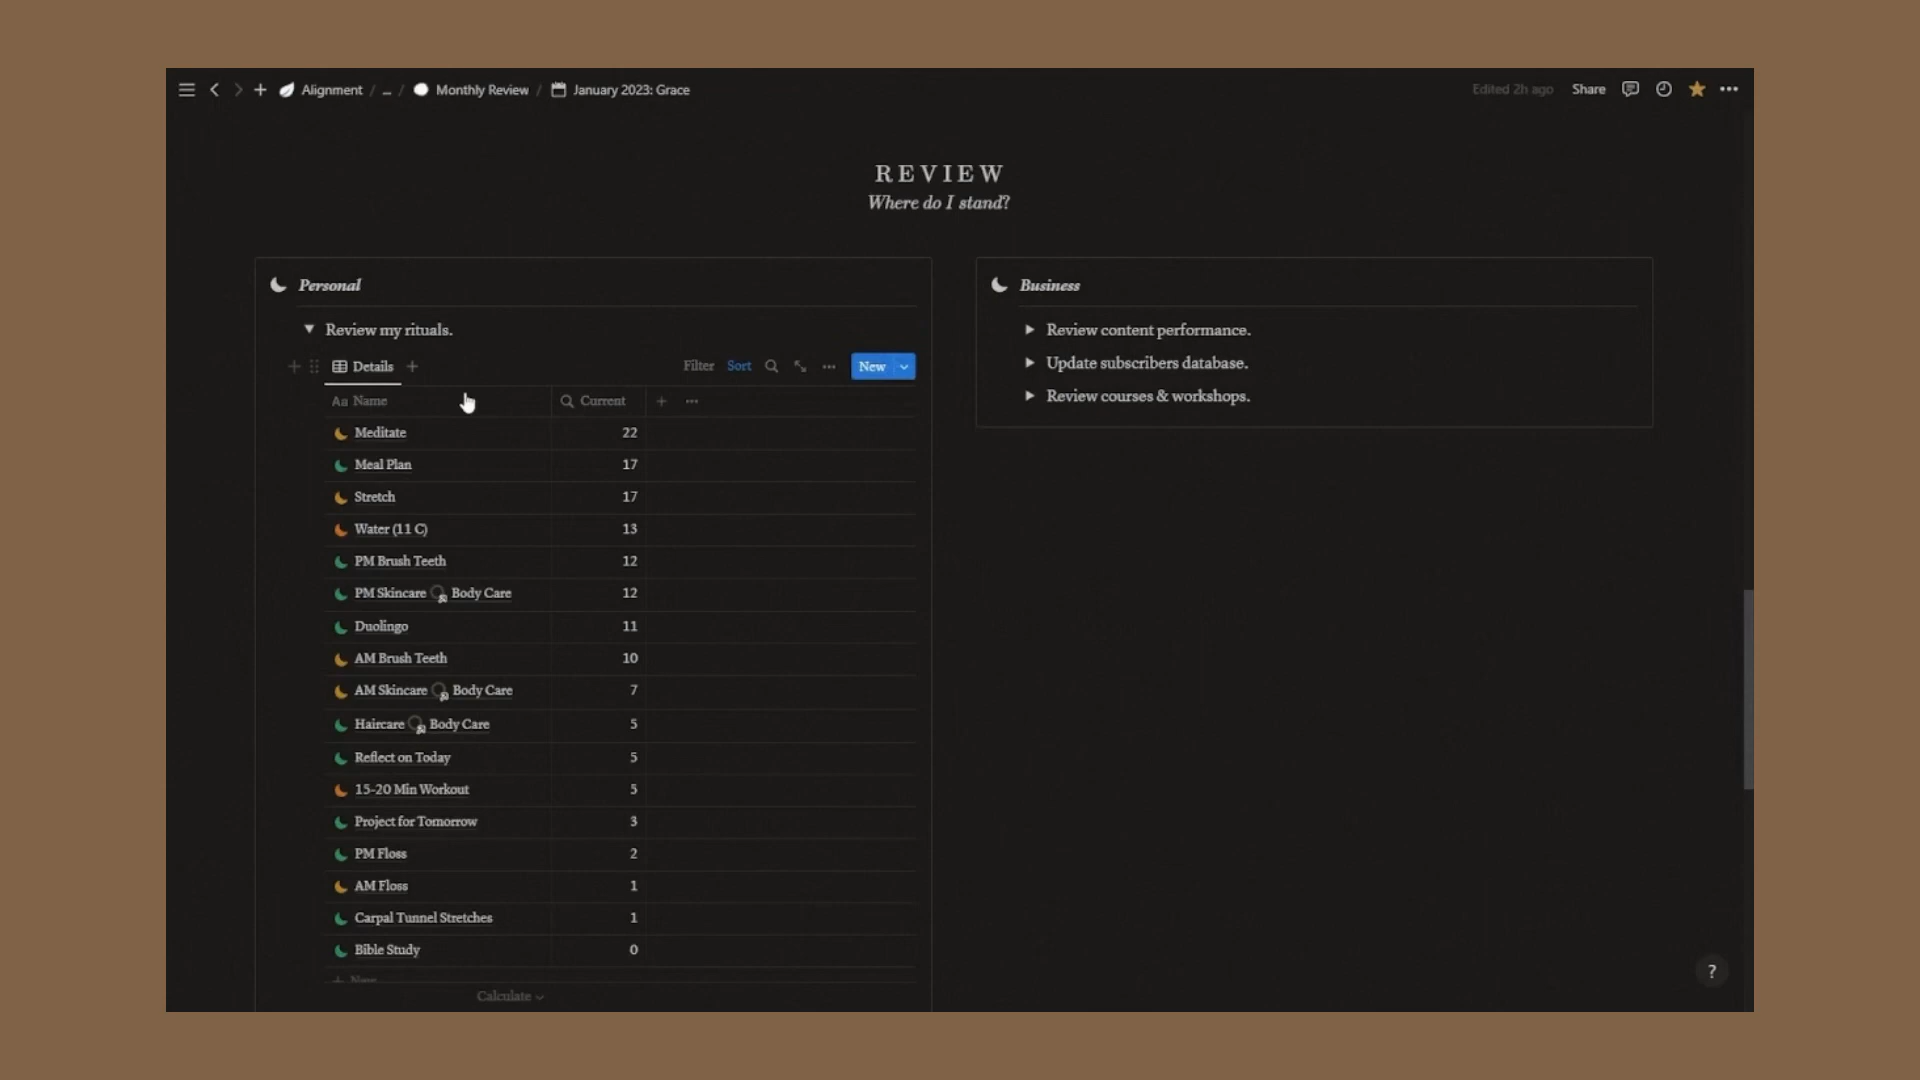 Alignment / ... / Monthly Review / January 2023: Grace
Edited 2h ago Share
REVIEW
Where do I stand?
Personal
Review my rituals.
Details
Filter Sort New
Aa Name Current
Meditate 22
Meal Plan 17
Stretch 17
Water (11 C) 13
PM Brush Teeth 12
PM Skincare Body Care 12
Duolingo 11
AM Brush Teeth 10
AM Skincare Body Care 7
Haircare Body Care 5
Reflect on Today 5
15-20 Min Workout 5
Project for Tomorrow 3
PM Floss 2
AM Floss 1
Carpal Tunnel Stretches 1
Bible Study 0
Calculate
Business
Review content performance.
Update subscribers database.
Review courses & workshops.
?